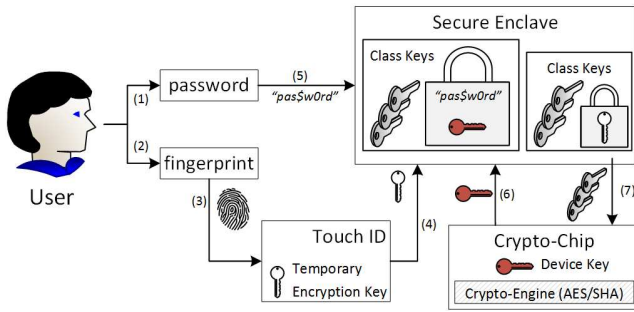 Secure Enclave
Class Keys
Class Keys
"pas$w0rd"
User
(1)
password
(5)
"pas$w0rd"
(2)
fingerprint
(3)
Touch ID
Temporary
Encryption Key
(4)
(6)
(7)
Crypto-Chip
Device Key
Crypto-Engine (AES/SHA)